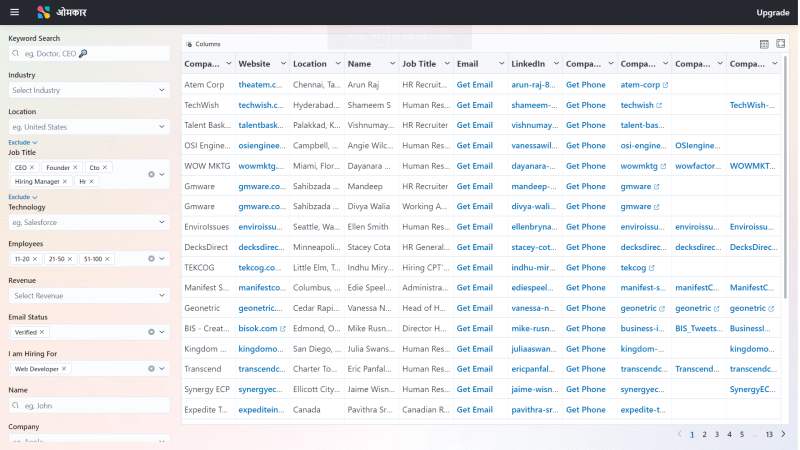 ओमकार
Upgrade
Keyword Search
eg, Doctor, CEO 🔎
Industry
Select Industry
Location
eg. United States
Exclude
Job Title
CEO × Founder × Cto ×
Hiring Manager × Hr ×
Exclude
Technology
eg, Salesforce
Employees
11-20 × 21-50 × 51-100 ×
Revenue
Select Revenue
Email Status
Verified ×
I am Hiring For
Web Developer ×
Name
eg, John
Company
Columns
Compa... Website Location Name Job Title Email LinkedIn Compa... Compa... Compa... Compa...
Atem Corp theatem.c... Chennai, Ta... Arun Raj HR Recruit... Get Email arun-raj-8... Get Phone atem-corp
TechWish techwish.c... Hyderabad... Shameem S Human Res... Get Email shameem-... Get Phone techwish TechWish-...
Talent Bask... talentbask... Palakkad, K... Vishnumay... HR Recruiter Get Email vishnumay... Get Phone talent-bas...
OSI Engine... osienginee... Campbell, ... Angie Wilc... Human Res... Get Email vanessawil... Get Phone osi-engine... OSIengine...
WOW MKTG wowmktg.... Miami, Flor... Dayanara ... Human Res... Get Email dayanara-... Get Phone wowmktg wowfactor... WOWMKT...
Gmware gmware.co... Sahibzada ... Mandeep HR Recruiter Get Email mandeep-... Get Phone gmware
Gmware gmware.co... Sahibzada ... Divya Walia Working A... Get Email divya-wali... Get Phone gmware
EnviroIssues enviroissu... Seattle, Wa... Ellen Smith Human Res... Get Email ellenbryna... Get Phone enviroissu... enviroissu... Enviroissu...
DecksDirect decksdirec... Minneapoli... Stacey Cota HR General... Get Email stacey-cot... Get Phone decksdirec... decksdirec... DecksDirec...
TEKCOG tekcog.co... Little Elm, T... Indhu Miry... Hiring CPT'... Get Email indhu-mir... Get Phone tekcog
Manifest S... manifestco... Columbus, ... Edie Speel... Administra... Get Email ediespeel... Get Phone manifest-s... manifestC... ManifestC...
Geonetric geonetric.... Cedar Rapi... Vanessa N... Head of H... Get Email vanessa-n... Get Phone geonetric geonetric geonetric
BIS - Creat... bisok.com Edmond, O... Mike Rusn... Director H... Get Email mike-rusn... Get Phone business-i... BIS_Tweets... BusinessI...
Kingdom ... kingdomo... San Diego, ... Julia Swans... Human Res... Get Email juliaaswan... Get Phone kingdom-... kingdomo...
Transcend transcendc... Charter To... Eric Panfal... Human Res... Get Email ericpanfal... Get Phone transcendc... Transcend... transcendc...
Synergy ECP synergyec... Ellicott City... Jaime Wisn... Human Res... Get Email jaime-wisn... Get Phone synergyec... SynergyEC...
Expedite T... expeditein... Canada Pavithra Sr... Canadian R... Get Email pavithra-sr... Get Phone expedite-t...
1 2 3 4 5 ... 13